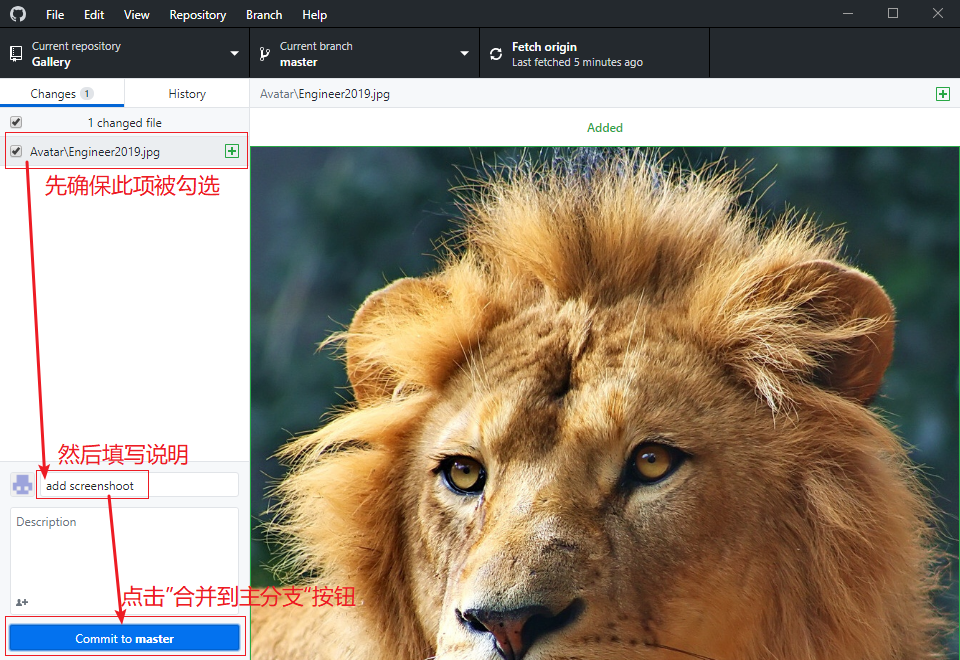 File Edit View Repository Branch Help
Current repository
Gallery
Current branch
master
Fetch origin
Last fetched 5 minutes ago
Changes 1
History
Avatar\Engineer2019.jpg
1 changed file
Added
Avatar\Engineer2019.jpg
先确保此项被勾选
然后填写说明
add screenshoot
Description
点击”合并到主分支“按钮
Commit to master